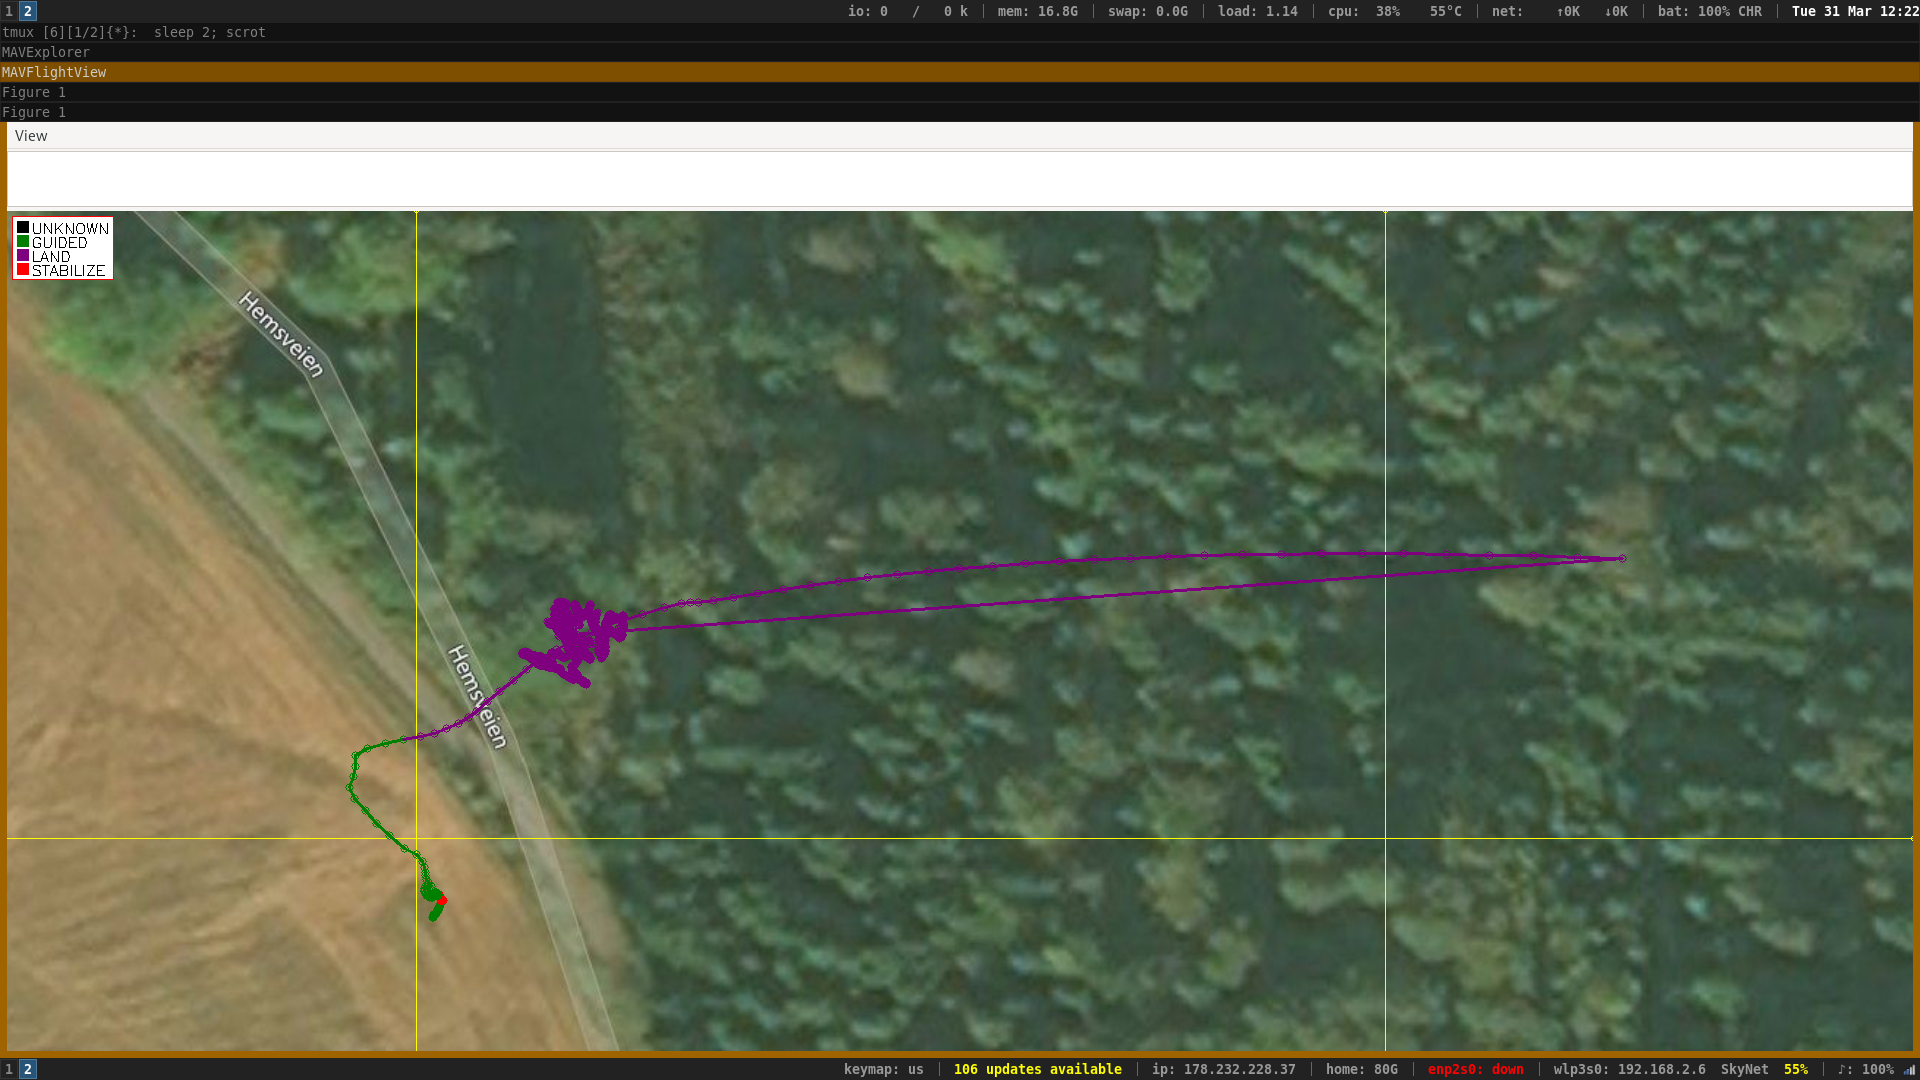 1 2 io: 0 / 0 k mem: 16.8G swap: 0.0G load: 1.14 cpu: 38% 55°C net: ↑0K ↓0K bat: 100% CHR Tue 31 Mar 12:22
tmux [6][1/2]{*}: sleep 2; scrot
MAVExplorer
MAVFlightView
Figure 1
Figure 1
View
UNKNOWN
GUIDED
LAND
STABILIZE
Hemsveien
Hemsveien
1 2 keymap: us 106 updates available ip: 178.232.228.37 home: 80G enp2s0: down wlp3s0: 192.168.2.6 SkyNet 55% ♪: 100%